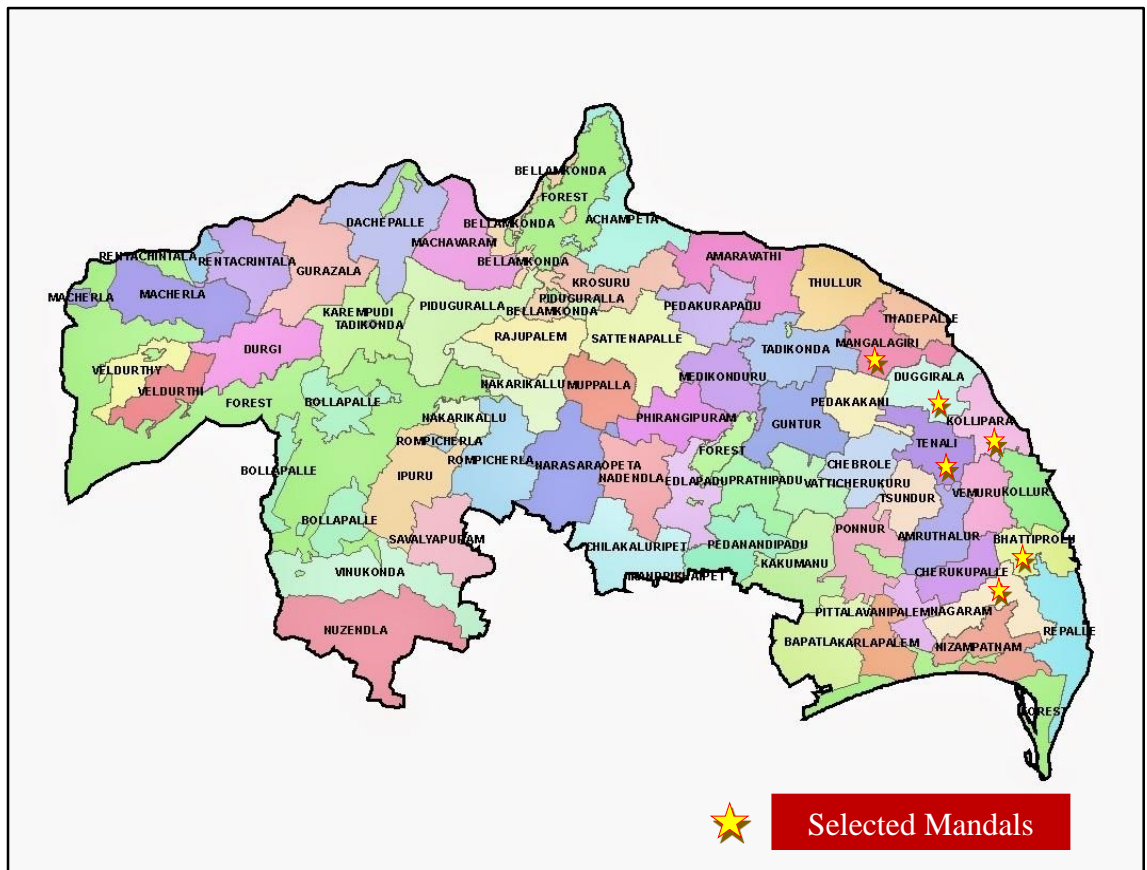 BELLAMKONDA
FOREST
DACHEPALLE
BELLAMKONDA
ACHAMPETA
MACHAVARAM
RENTACHINTALA
RENTACRINTALA
BELLAMKONDA
AMARAVATHI
GURAZALA
KROSURU
THULLUR
MACHERLA
MACHERLA
PIDUGURALLA
PIDUGURALLA
PEDAKURAPADU
KAREMPUDI
BELLAMKONDA
THADEPALLE
TADIKONDA
RAJUPALEM
SATTENAPALLE
MANGALAGIRI
DURGI
TADIKONDA
VELDURTHY
MEDIKONDURU
DUGGIRALA
VELDURTHI
NAKARIKALLU
MUPPALLA
FOREST
BOLLAPALLE
PEDAKAKANI
NAKARIKALLU
PHIRANGIPURAM
GUNTUR
KOLLIPARA
ROMPICHERLA
TENALI
FOREST
BOLLAPALLE
ROMPICHERLA
NARASARAOPETA
CHEBROLE
IPURU
NADENDLA
EDLAPADU
PRATHIPADU
VATTICHERUKURU
TSUNDUR
VEMURU
KOLLUR
BOLLAPALLE
PONNUR
SAVALYAPURAM
CHILAKALURIPET
PEDANANDIPADU
AMRUTHALUR
BHATTIPROLU
KAKUMANU
VINUKONDA
CHERUKUPALLE
PITTALAVANIPALEM
NAGARAM
NUZENDLA
REPALLE
BAPATLA
KARLAPALEM
NIZAMPATNAM
FOREST
Selected Mandals